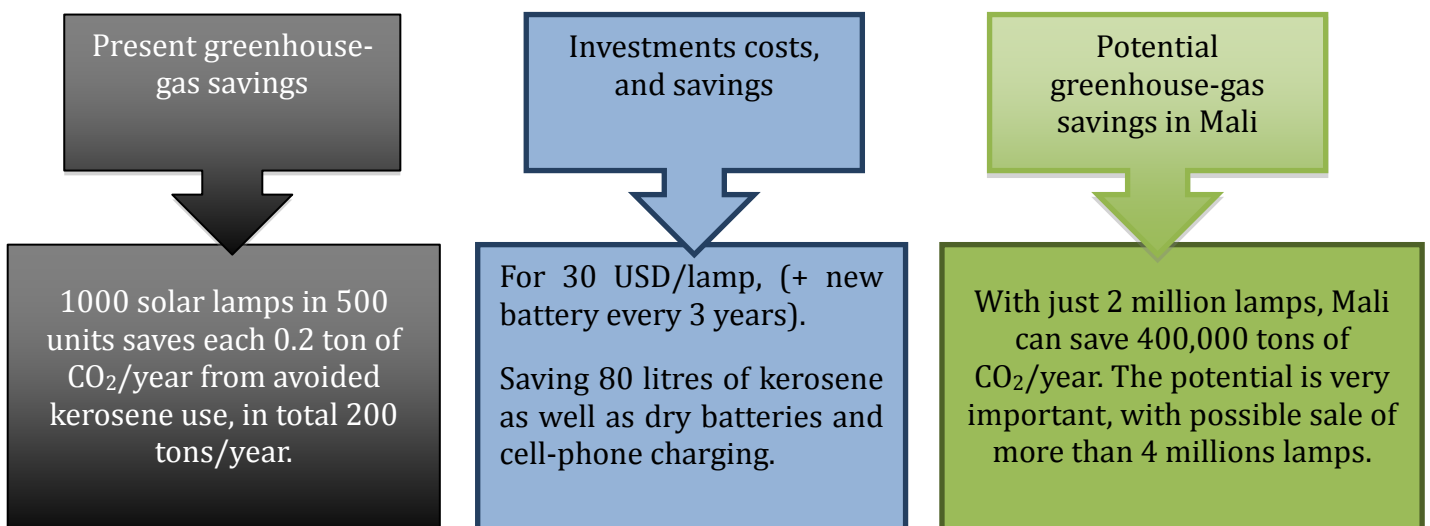 Present greenhouse-
gas savings
1000 solar lamps in 500
units saves each 0.2 ton of
CO₂/year from avoided
kerosene use, in total 200
tons/year.
Investments costs,
and savings
For 30 USD/lamp, (+ new
battery every 3 years).
Saving 80 litres of kerosene
as well as dry batteries and
cell-phone charging.
Potential
greenhouse-gas
savings in Mali
With just 2 million lamps, Mali
can save 400,000 tons of
CO₂/year. The potential is very
important, with possible sale of
more than 4 millions lamps.